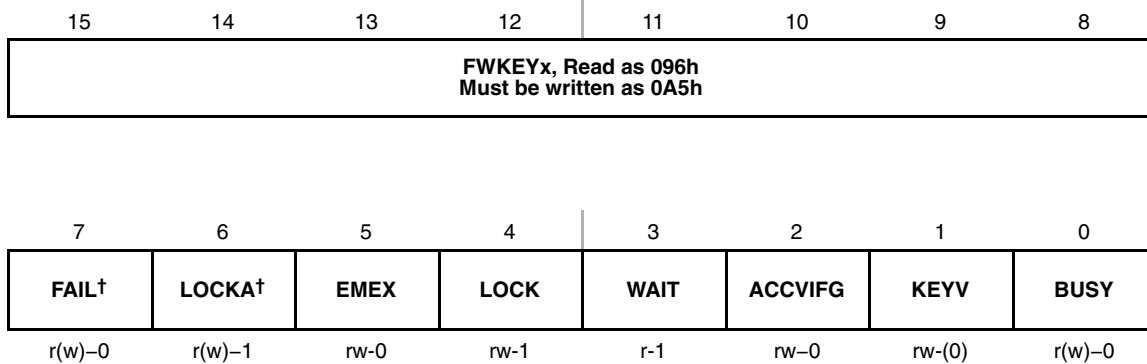 15 14 13 12 11 10 9 8
FWKEYx, Read as 096h
Must be written as 0A5h
7 6 5 4 3 2 1 0
FAIL† LOCKA† EMEX LOCK WAIT ACCVIFG KEYV BUSY
r(w)−0 r(w)−1 rw-0 rw-1 r-1 rw−0 rw-(0) r(w)−0